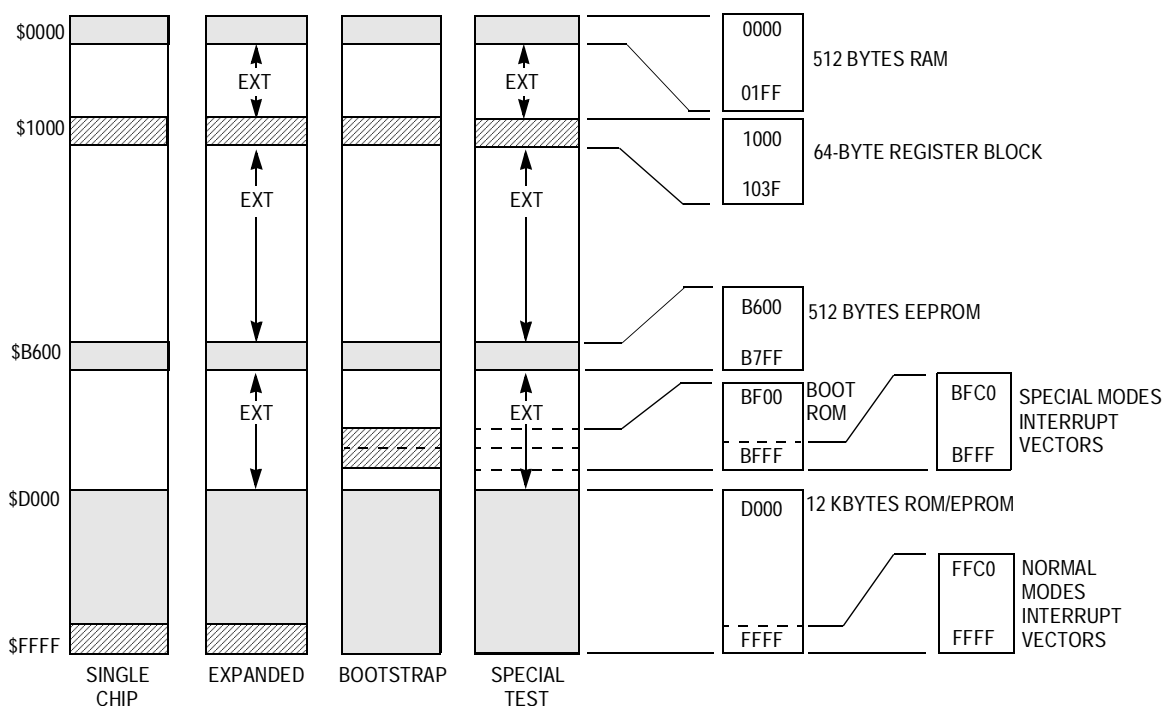 $0000
0000
512 BYTES RAM
EXT
EXT
01FF
$1000
1000
64-BYTE REGISTER BLOCK
103F
EXT
EXT
B600
512 BYTES EEPROM
$B600
B7FF
EXT
EXT
BF00
BOOT
ROM
BFFF
BFC0
BFFF
SPECIAL MODES
INTERRUPT
VECTORS
$D000
D000
12 KBYTES ROM/EPROM
FFC0
FFFF
NORMAL
MODES
INTERRUPT
VECTORS
$FFFF
FFFF
SINGLE
CHIP
EXPANDED
BOOTSTRAP
SPECIAL
TEST